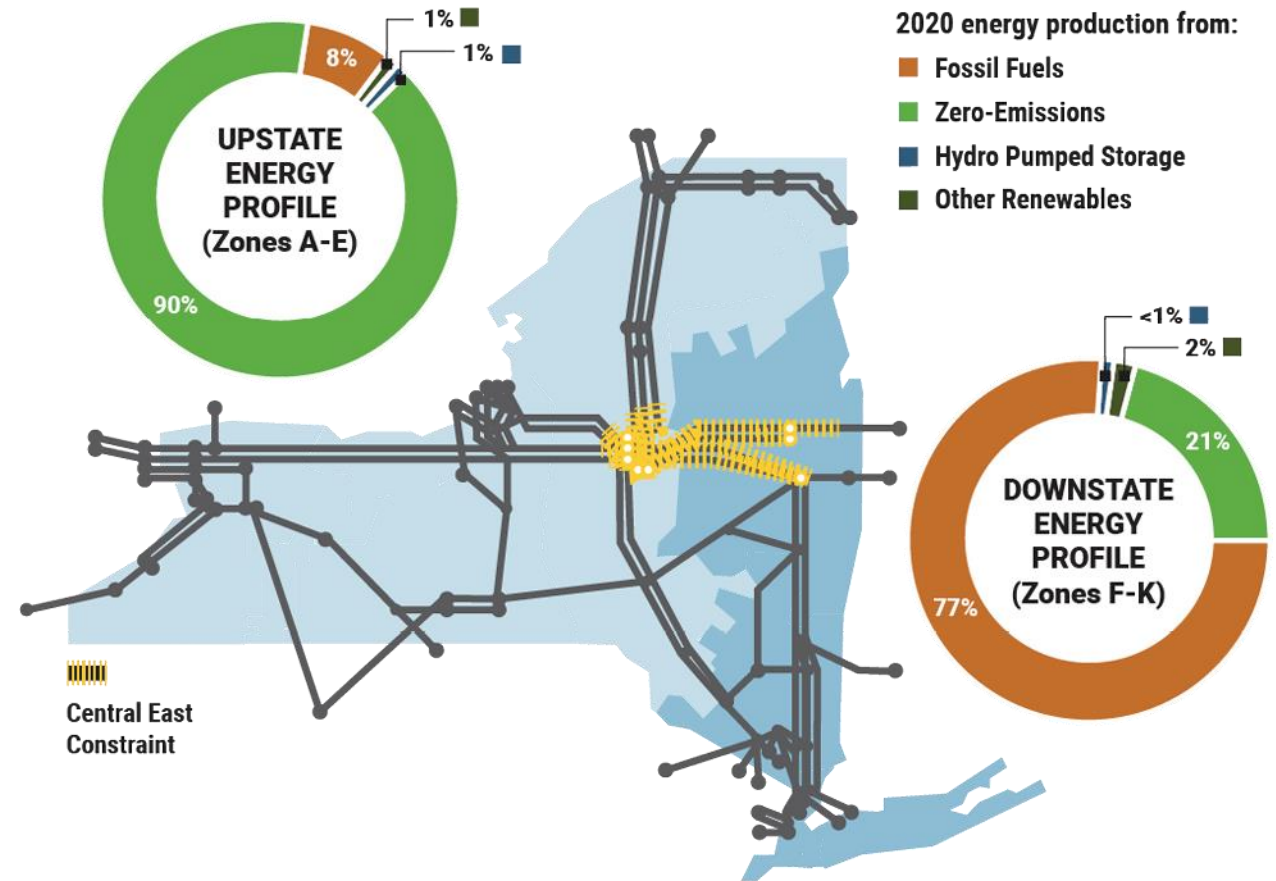 1%
1%
8%
UPSTATE
ENERGY
PROFILE
(Zones A-E)
90%
2020 energy production from:
Fossil Fuels
Zero-Emissions
Hydro Pumped Storage
Other Renewables
<1%
2%
21%
DOWNSTATE
ENERGY
PROFILE
(Zones F-K)
77%
Central East
Constraint